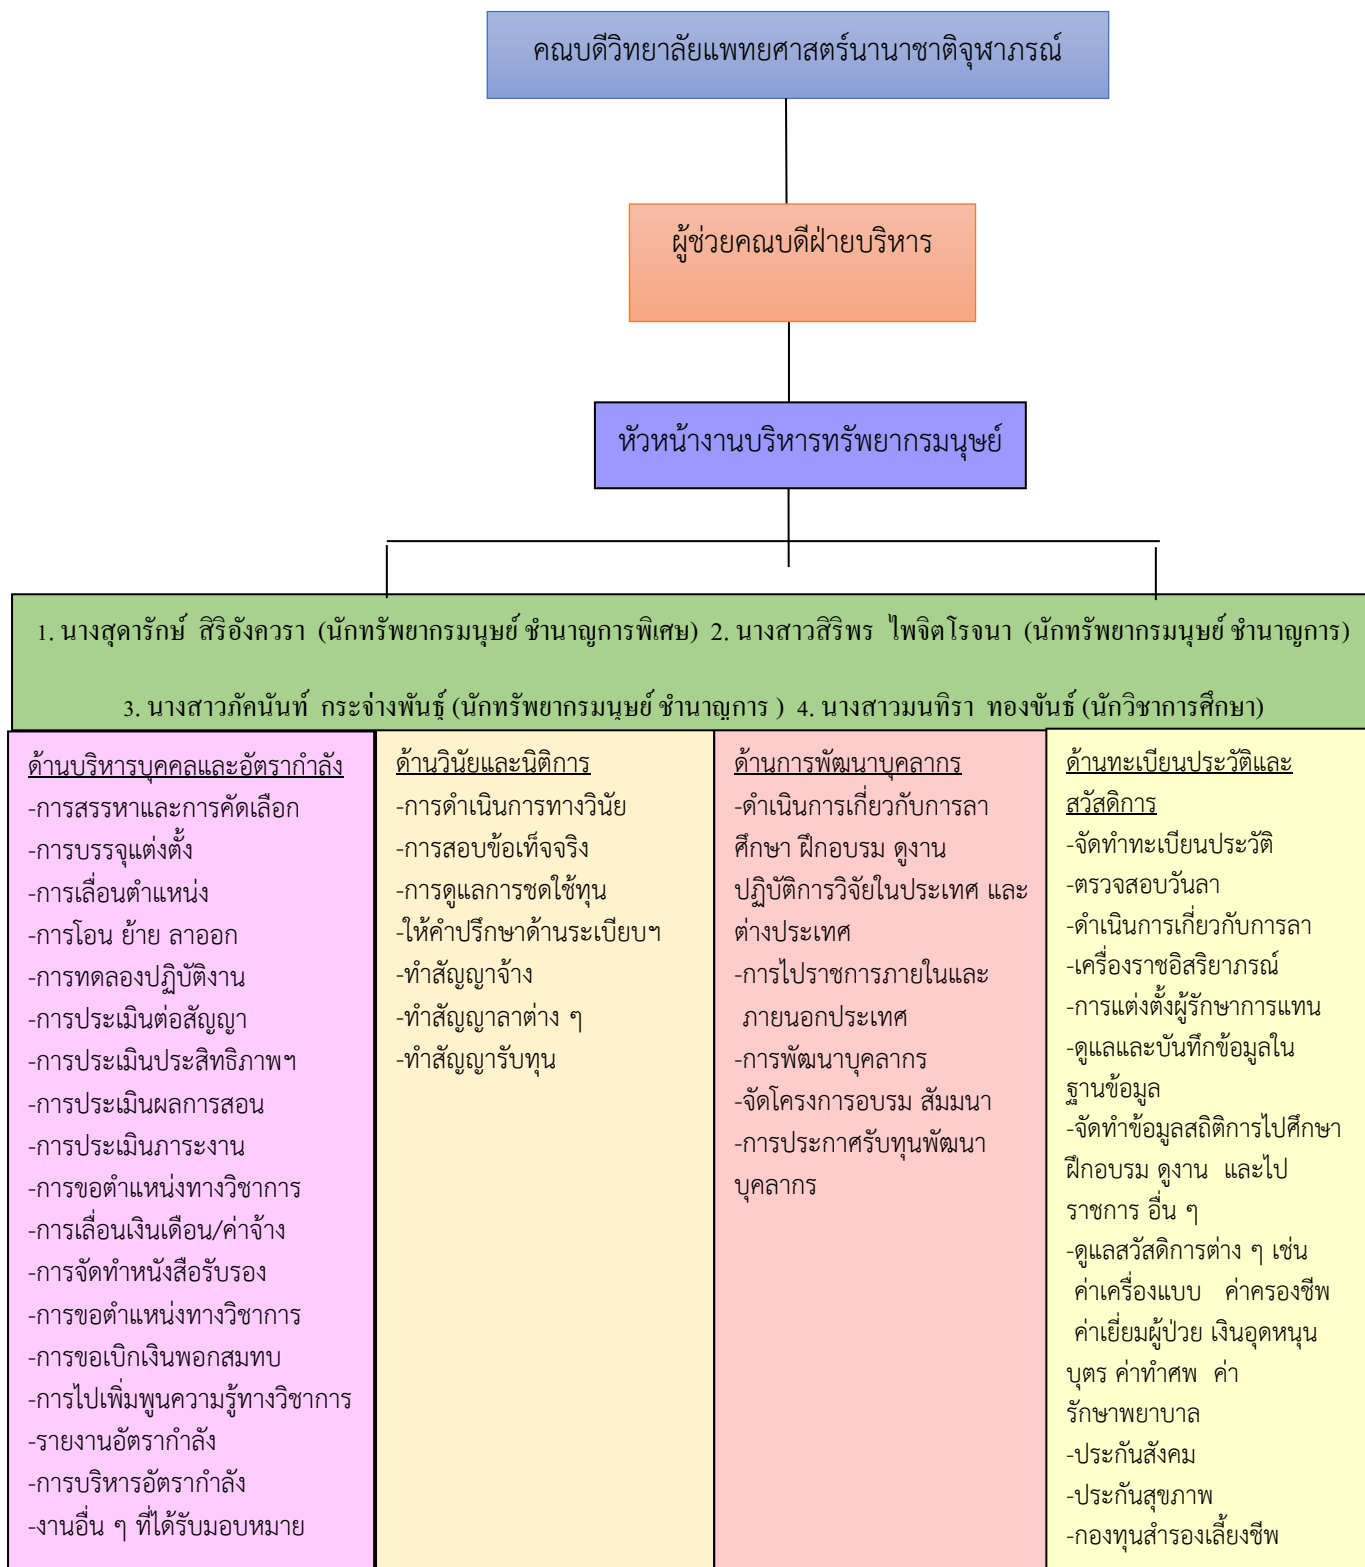 คณบดีวิทยาลัยแพทยศาสตร์นานาชาติจุฬาภรณ์
ผู้ช่วยคณบดีฝ่ายบริหาร
หัวหน้างานบริหารทรัพยากรมนุษย์
1. นางสุดารักษ์ สิริอังควรา (นักทรัพยากรมนุษย์ ชำนาญการพิเศษ) 2. นางสาวสิริพร ไพจิตโรจนา (นักทรัพยากรมนุษย์ ชำนาญการ)
3. นางสาวภัคนันท์ กระจ่างพันธุ์ (นักทรัพยากรมนุษย์ ชำนาญการ ) 4. นางสาวมนทิรา ทองขันธ์ (นักวิชาการศึกษา)
ด้านบริหารบุคคลและอัตรากำลัง
-การสรรหาและการคัดเลือก
-การบรรจุแต่งตั้ง
-การเลื่อนตำแหน่ง
-การโอน ย้าย ลาออก
-การทดลองปฏิบัติงาน
-การประเมินต่อสัญญา
-การประเมินประสิทธิภาพฯ
-การประเมินผลการสอน
-การประเมินภาระงาน
-การขอตำแหน่งทางวิชาการ
-การเลื่อนเงินเดือน/ค่าจ้าง
-การจัดทำหนังสือรับรอง
-การขอตำแหน่งทางวิชาการ
-การขอเบิกเงินพอกสมทบ
-การไปเพิ่มพูนความรู้ทางวิชาการ
-รายงานอัตรากำลัง
-การบริหารอัตรากำลัง
-งานอื่น ๆ ที่ได้รับมอบหมาย
ด้านวินัยและนิติการ
-การดำเนินการทางวินัย
-การสอบข้อเท็จจริง
-การดูแลการชดใช้ทุน
-ให้คำปรึกษาด้านระเบียบฯ
-ทำสัญญาจ้าง
-ทำสัญญาลาต่าง ๆ
-ทำสัญญารับทุน
ด้านการพัฒนาบุคลากร
-ดำเนินการเกี่ยวกับการลา
ศึกษา ฝึกอบรม ดูงาน
ปฏิบัติการวิจัยในประเทศ และ
ต่างประเทศ
-การไปราชการภายในและ
ภายนอกประเทศ
-การพัฒนาบุคลากร
-จัดโครงการอบรม สัมมนา
-การประกาศรับทุนพัฒนา
บุคลากร
ด้านทะเบียนประวัติและ
สวัสดิการ
-จัดทำทะเบียนประวัติ
-ตรวจสอบวันลา
-ดำเนินการเกี่ยวกับการลา
-เครื่องราชอิสริยาภรณ์
-การแต่งตั้งผู้รักษาการแทน
-ดูแลและบันทึกข้อมูลใน
ฐานข้อมูล
-จัดทำข้อมูลสถิติการไปศึกษา
ฝึกอบรม ดูงาน และไป
ราชการ อื่น ๆ
-ดูแลสวัสดิการต่าง ๆ เช่น
ค่าเครื่องแบบ ค่าครองชีพ
ค่าเยี่ยมผู้ป่วย เงินอุดหนุน
บุตร ค่าทำศพ ค่า
รักษาพยาบาล
-ประกันสังคม
-ประกันสุขภาพ
-กองทุนสำรองเลี้ยงชีพ